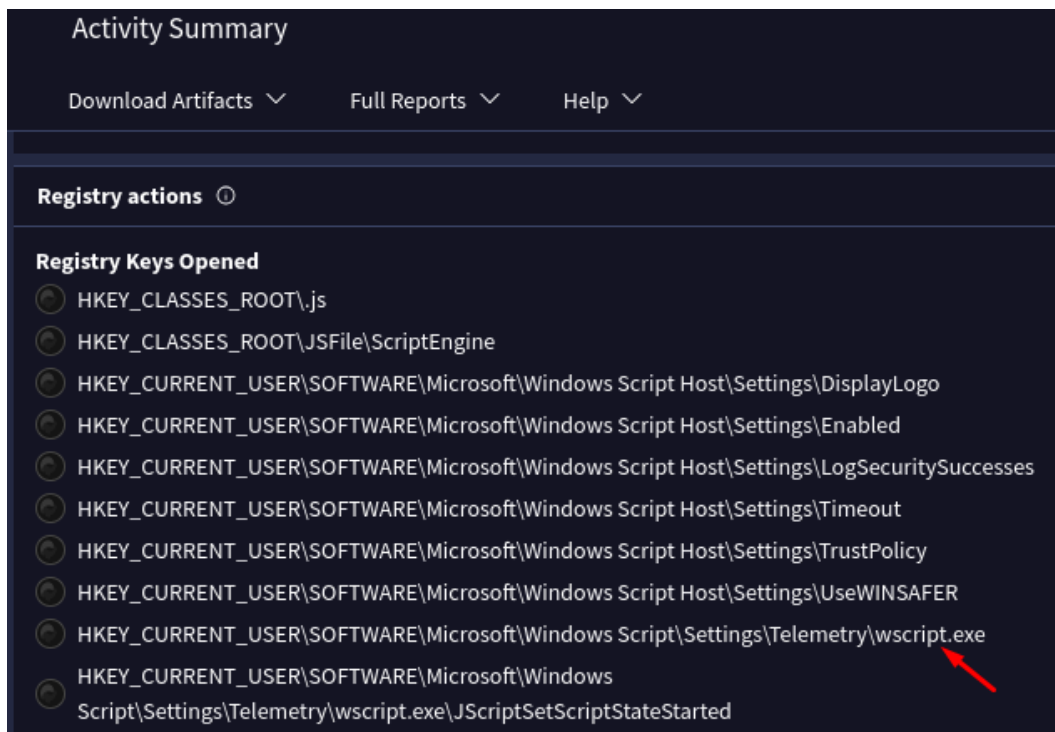 Activity Summary
Download Artifacts
Full Reports
Help
Registry actions
Registry Keys Opened
HKEY_CLASSES_ROOT\.js
HKEY_CLASSES_ROOT\JSFile\ScriptEngine
HKEY_CURRENT_USER\SOFTWARE\Microsoft\Windows Script Host\Settings\DisplayLogo
HKEY_CURRENT_USER\SOFTWARE\Microsoft\Windows Script Host\Settings\Enabled
HKEY_CURRENT_USER\SOFTWARE\Microsoft\Windows Script Host\Settings\LogSecuritySuccesses
HKEY_CURRENT_USER\SOFTWARE\Microsoft\Windows Script Host\Settings\Timeout
HKEY_CURRENT_USER\SOFTWARE\Microsoft\Windows Script Host\Settings\TrustPolicy
HKEY_CURRENT_USER\SOFTWARE\Microsoft\Windows Script Host\Settings\UseWINSAFER
HKEY_CURRENT_USER\SOFTWARE\Microsoft\Windows Script\Settings\Telemetry\wscript.exe
HKEY_CURRENT_USER\SOFTWARE\Microsoft\Windows
Script\Settings\Telemetry\wscript.exe\JScriptSetScriptStateStarted